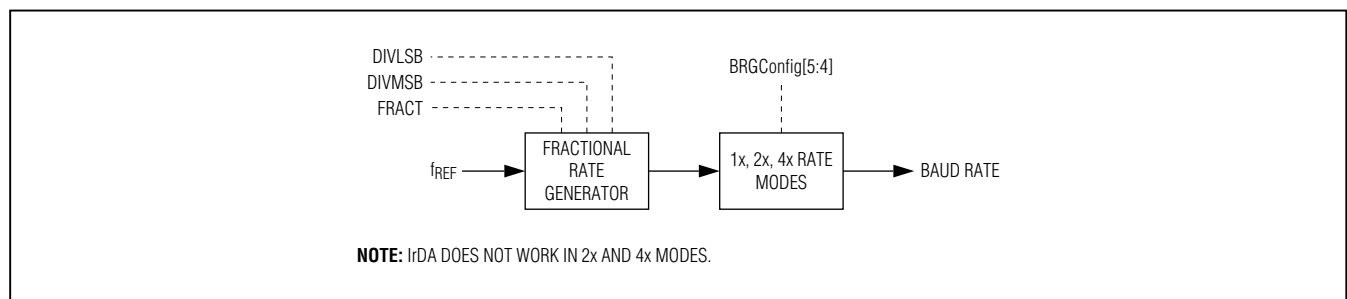 DIVLSB
DIVMSB
FRACT
BRGConfig[5:4]
fREF
FRACTIONAL
RATE
GENERATOR
1x, 2x, 4x RATE
MODES
BAUD RATE
NOTE: IrDA DOES NOT WORK IN 2x AND 4x MODES.